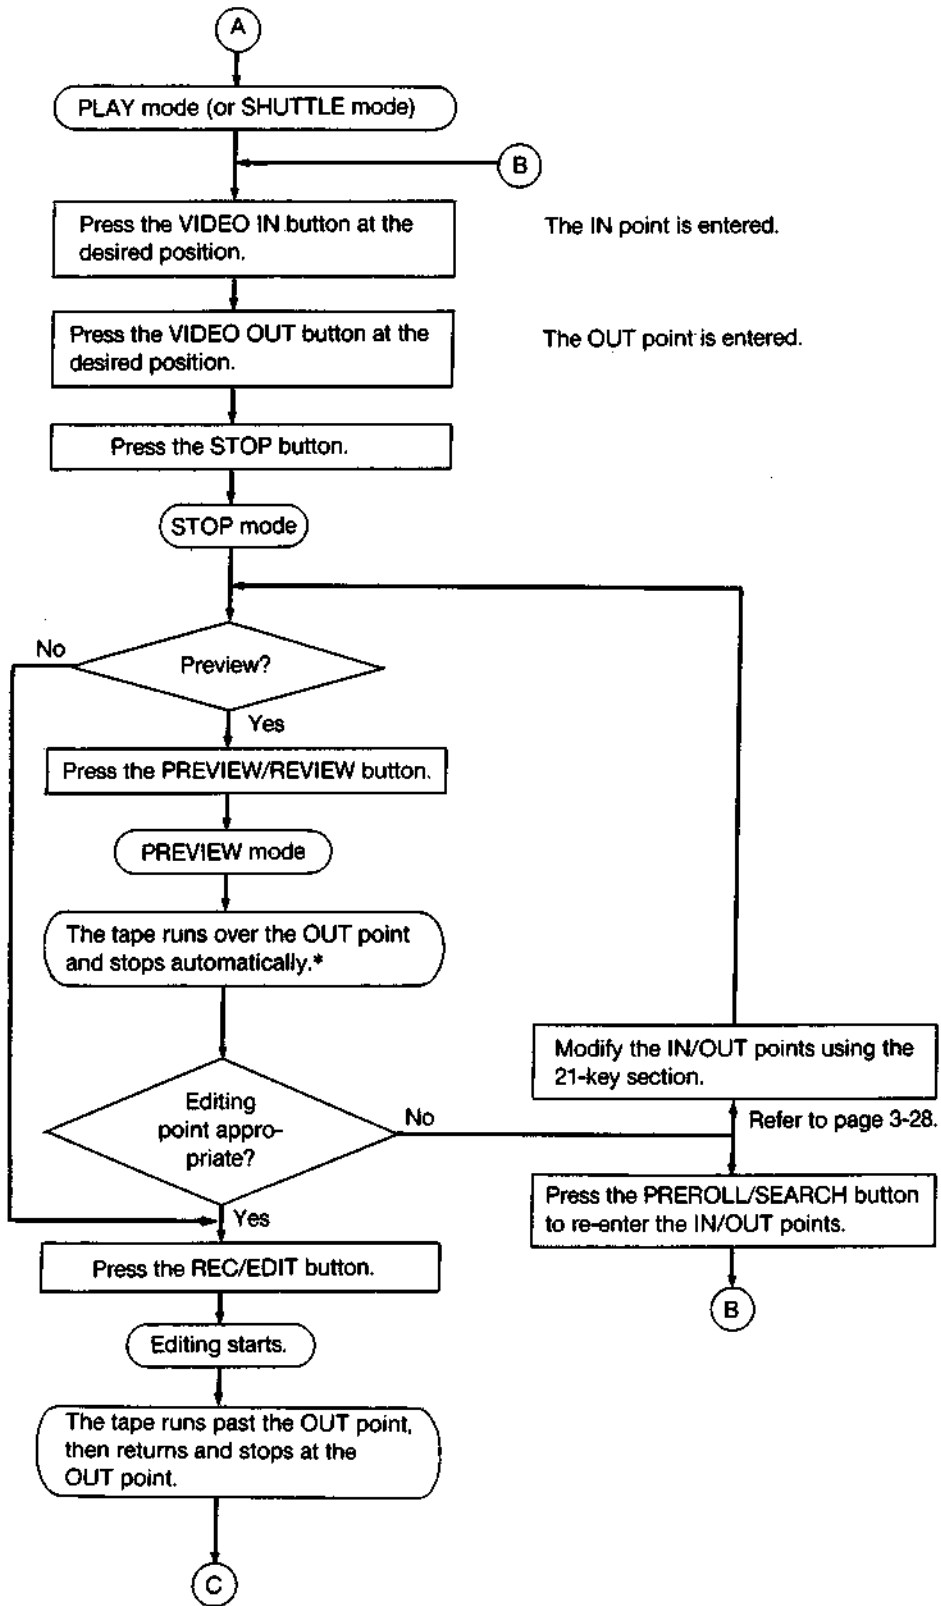 A
PLAY mode (or SHUTTLE mode)
B
Press the VIDEO IN button at the
desired position.
The IN point is entered.
Press the VIDEO OUT button at the
desired position.
The OUT point is entered.
Press the STOP button.
STOP mode
No
Preview?
Yes
Press the PREVIEW/REVIEW button.
PREVIEW mode
The tape runs over the OUT point
and stops automatically.*
Modify the IN/OUT points using the
21-key section.
Editing
point appro-
priate?
No
Refer to page 3-28.
Yes
Press the PREROLL/SEARCH button
to re-enter the IN/OUT points.
Press the REC/EDIT button.
B
Editing starts.
The tape runs past the OUT point,
then returns and stops at the
OUT point.
C